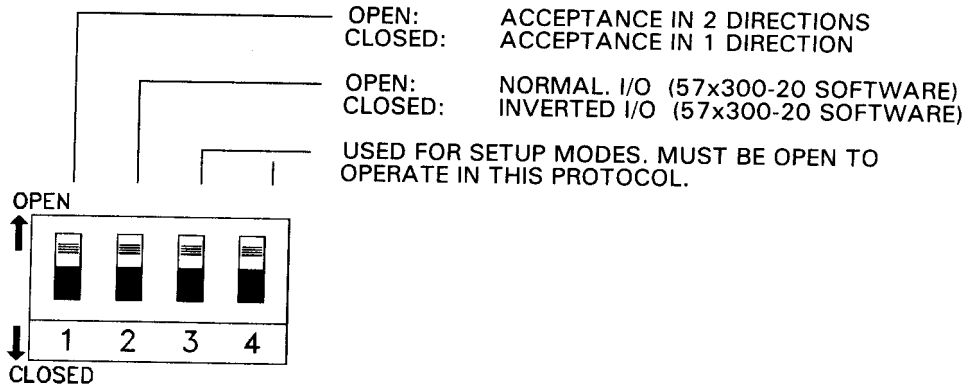 OPEN: ACCEPTANCE IN 2 DIRECTIONS
CLOSED: ACCEPTANCE IN 1 DIRECTION
OPEN: NORMAL. I/O (57x300-20 SOFTWARE)
CLOSED: INVERTED I/O (57x300-20 SOFTWARE)
USED FOR SETUP MODES. MUST BE OPEN TO
OPERATE IN THIS PROTOCOL.
OPEN
1 2 3 4
CLOSED